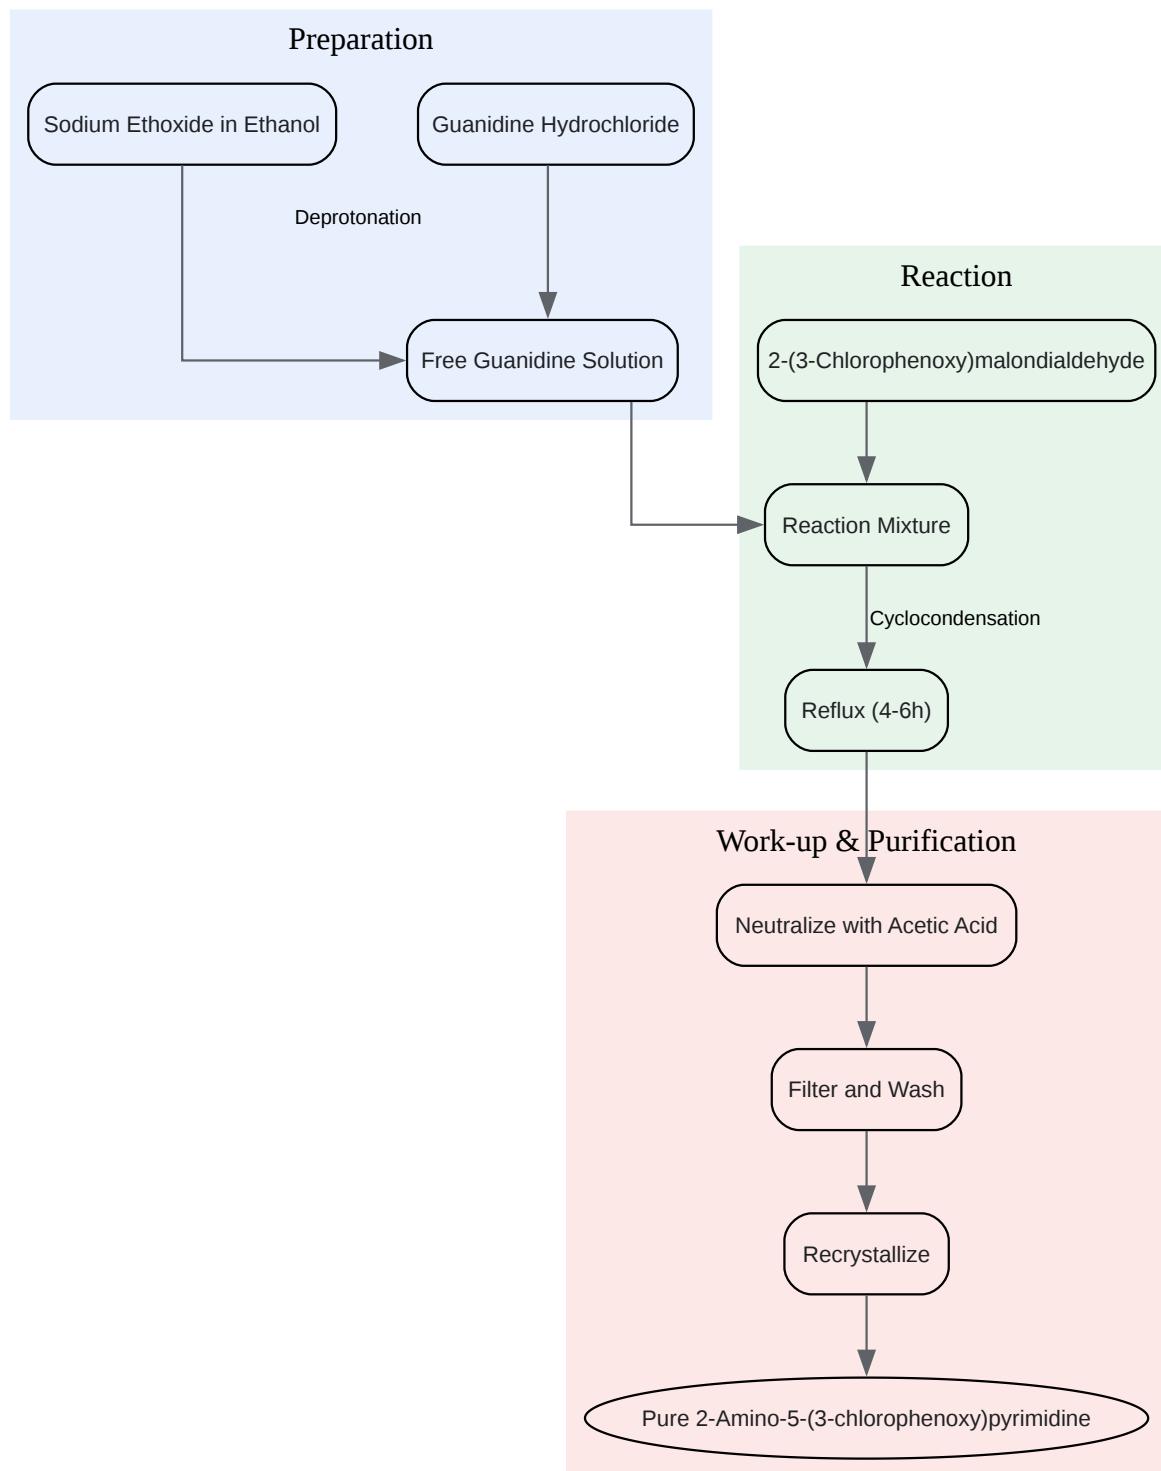 Preparation
Sodium Ethoxide in Ethanol
Guanidine Hydrochloride
Deprotonation
Free Guanidine Solution
Reaction
2-(3-Chlorophenoxy)malondialdehyde
Reaction Mixture
Cyclocondensation
Reflux (4-6h)
Work-up & Purification
Neutralize with Acetic Acid
Filter and Wash
Recrystallize
Pure 2-Amino-5-(3-chlorophenoxy)pyrimidine